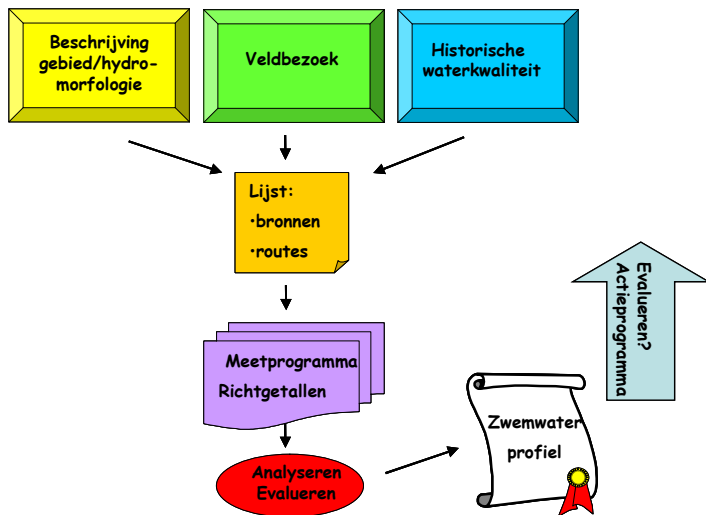 Beschrijving
gebied/hydro-
morfologie
Veldbezoek
Historische
waterkwaliteit
Lijst:
•bronnen
•routes
Evalueren?
Actieprogramma
Meetprogramma
Richtgetallen
Zwemwater
profiel
Analyseren
Evalueren